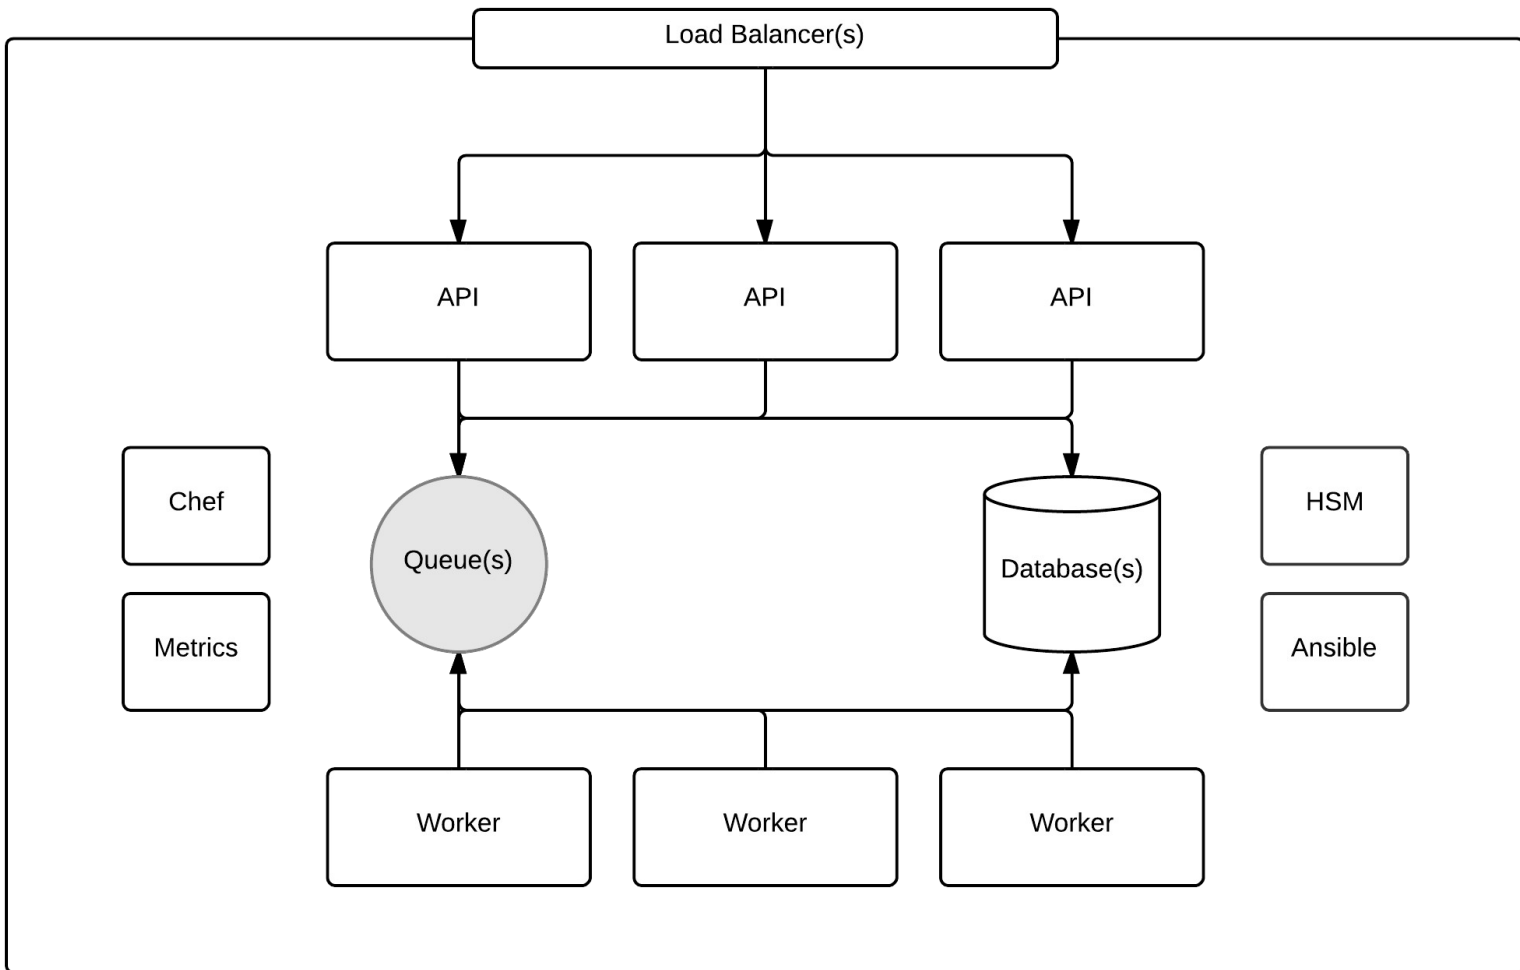 Load Balancer(s)
API
API
API
Chef
HSM
Queue(s)
Database(s)
Metrics
Ansible
Worker
Worker
Worker